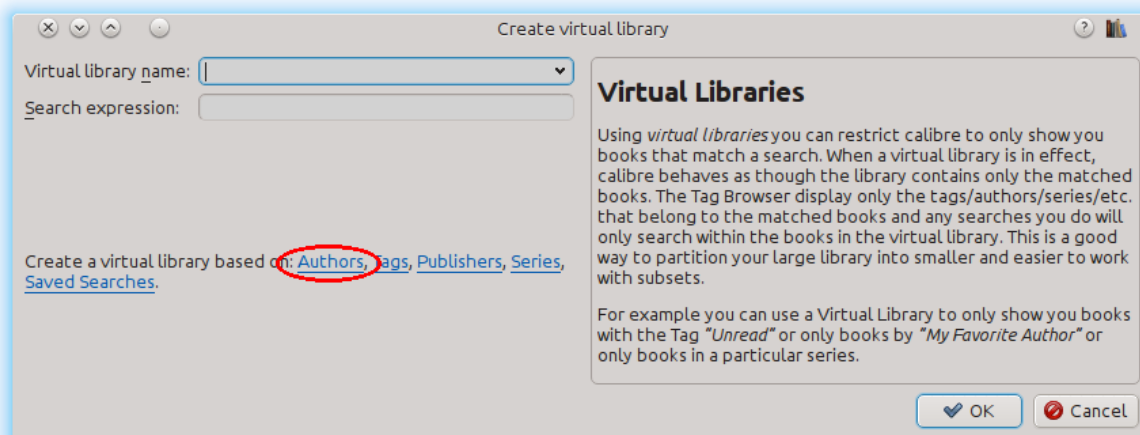 Create virtual library
Virtual library name:
Search expression:
Create a virtual library based on: Authors, Tags, Publishers, Series,
Saved Searches.
Virtual Libraries
Using virtual libraries you can restrict calibre to only show you
books that match a search. When a virtual library is in effect,
calibre behaves as though the library contains only the matched
books. The Tag Browser display only the tags/authors/series/etc.
that belong to the matched books and any searches you do will
only search within the books in the virtual library. This is a good
way to partition your large library into smaller and easier to work
with subsets.
For example you can use a Virtual Library to only show you books
with the Tag "Unread" or only books by "My Favorite Author" or
only books in a particular series.
OK
Cancel